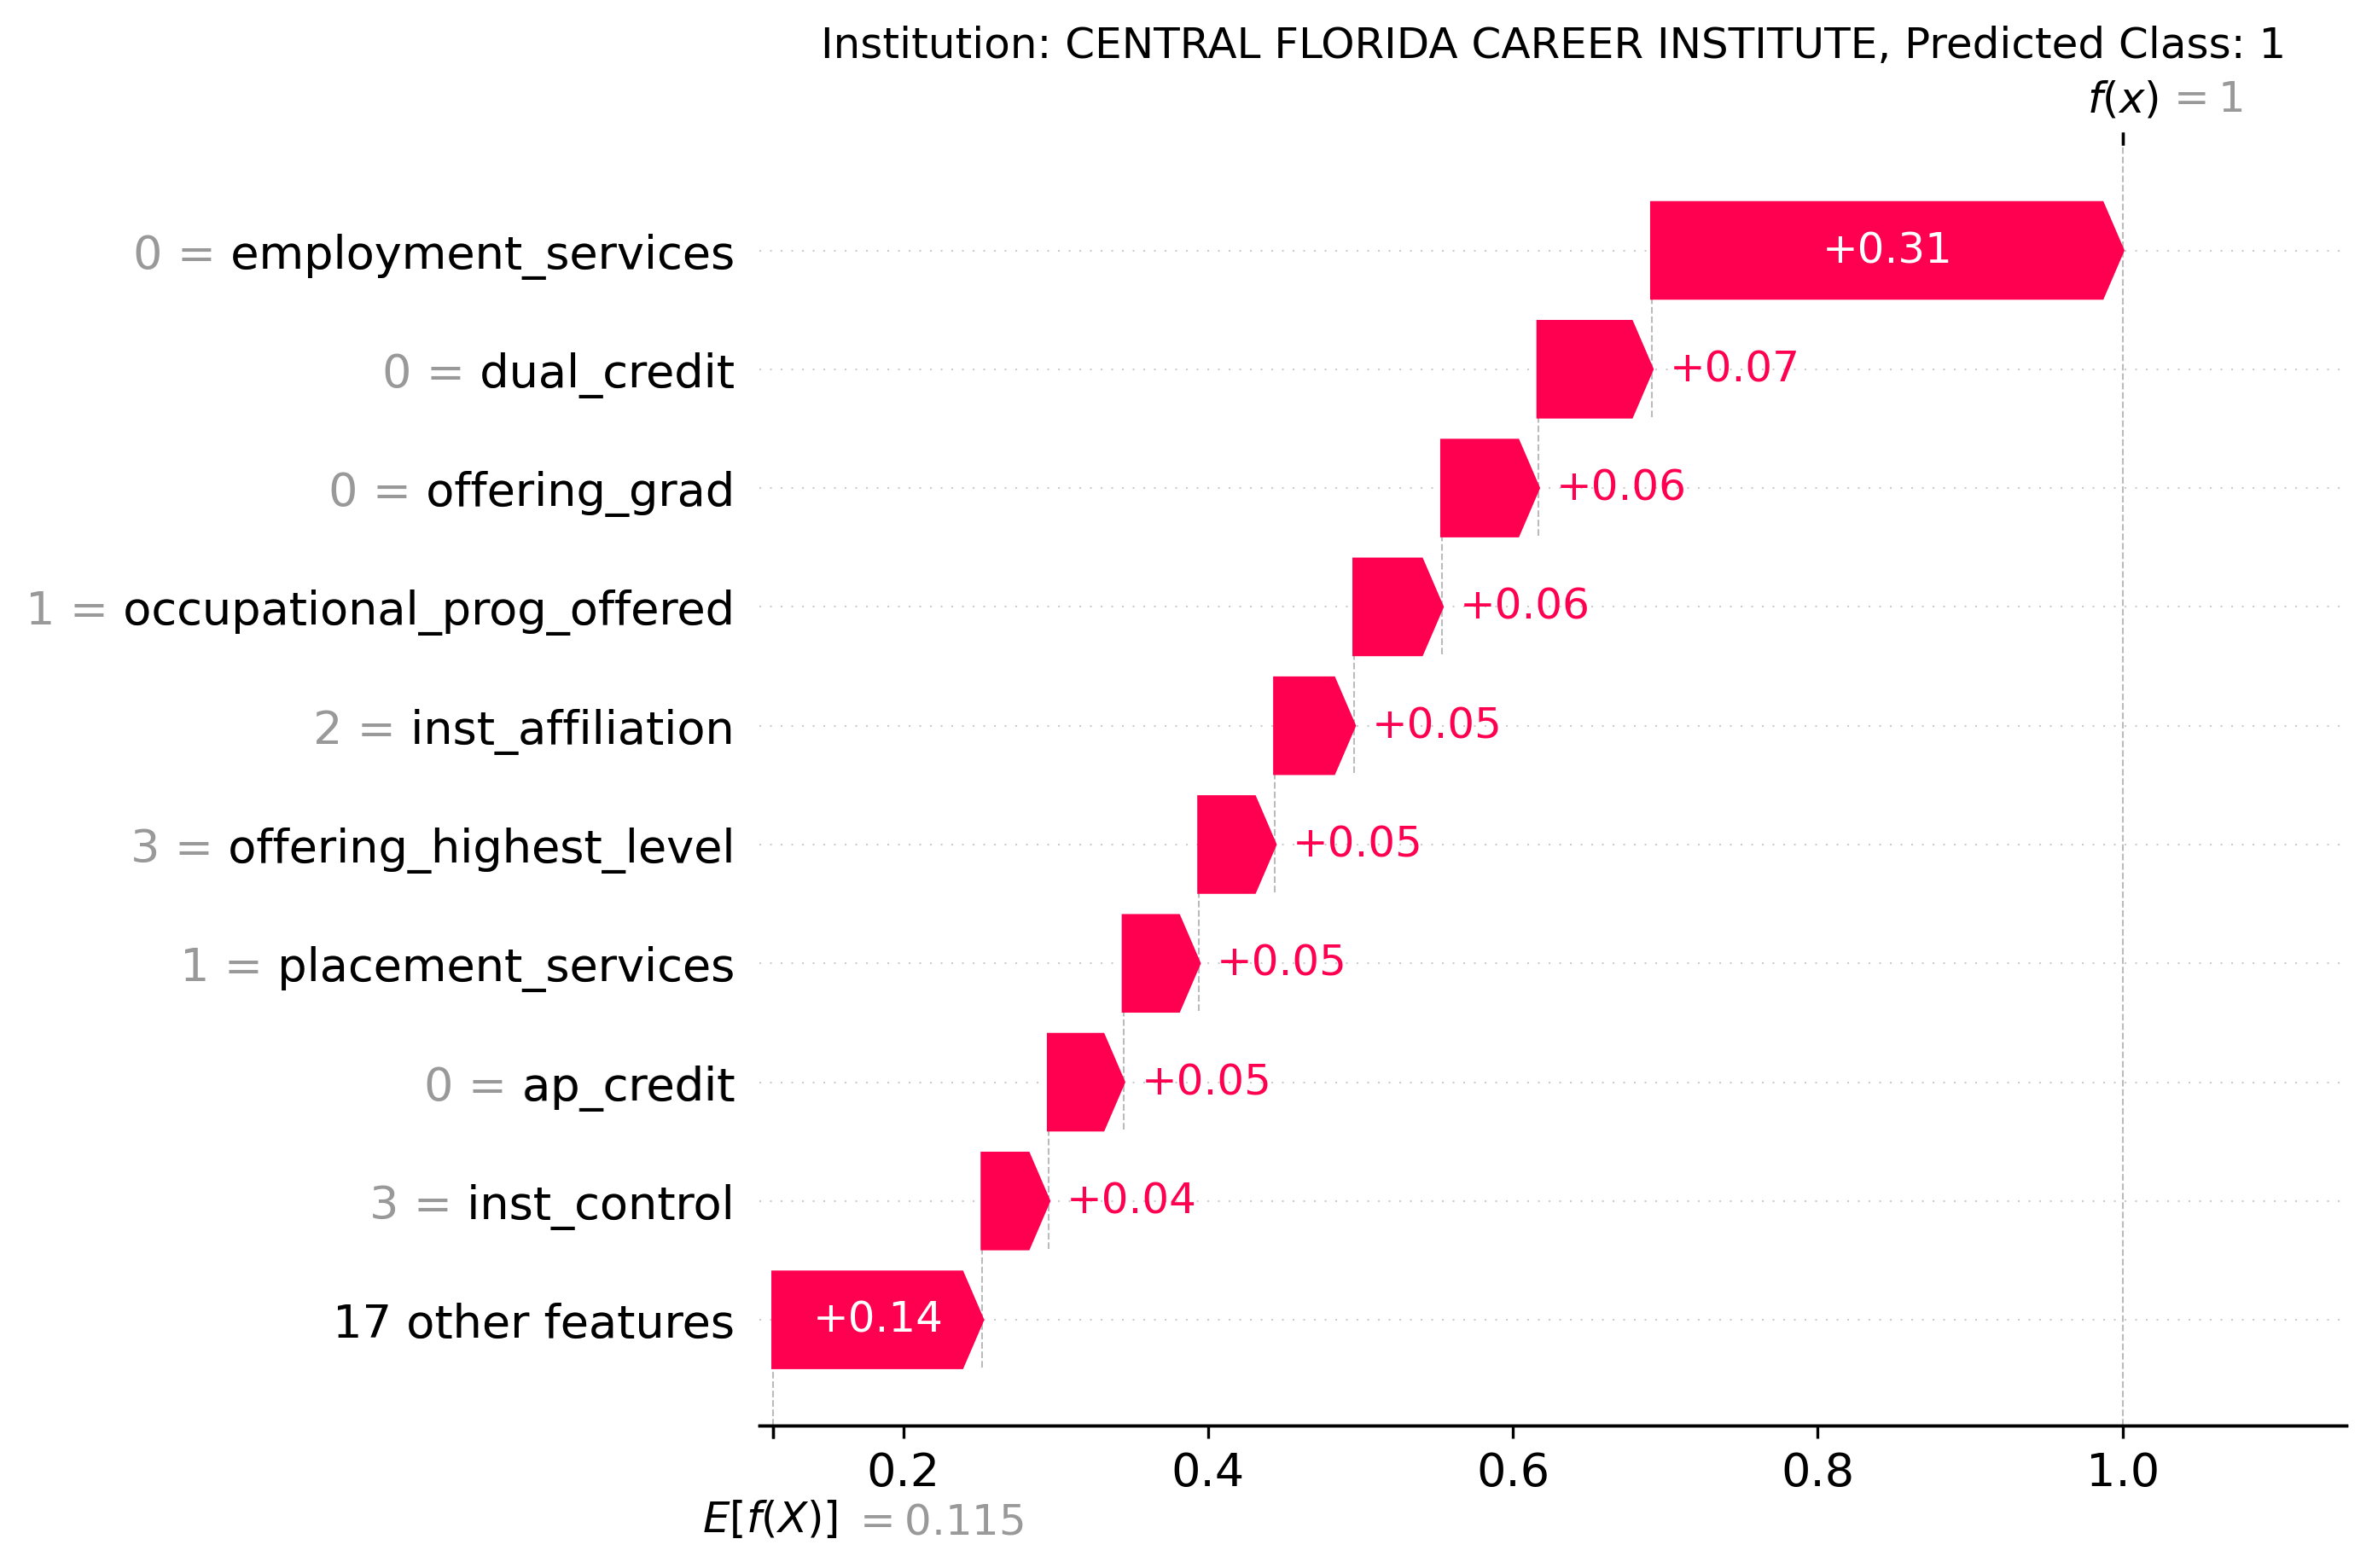 Institution: CENTRAL FLORIDA CAREER INSTITUTE, Predicted Class: 1
f(x) = 1
0 = employment_services +0.31
0 = dual_credit +0.07
0 = offering_grad +0.06
1 = occupational_prog_offered +0.06
2 = inst_affiliation +0.05
3 = offering_highest_level +0.05
1 = placement_services +0.05
0 = ap_credit +0.05
3 = inst_control +0.04
17 other features +0.14
0.2 0.4 0.6 0.8 1.0
E[f(X)] = 0.115